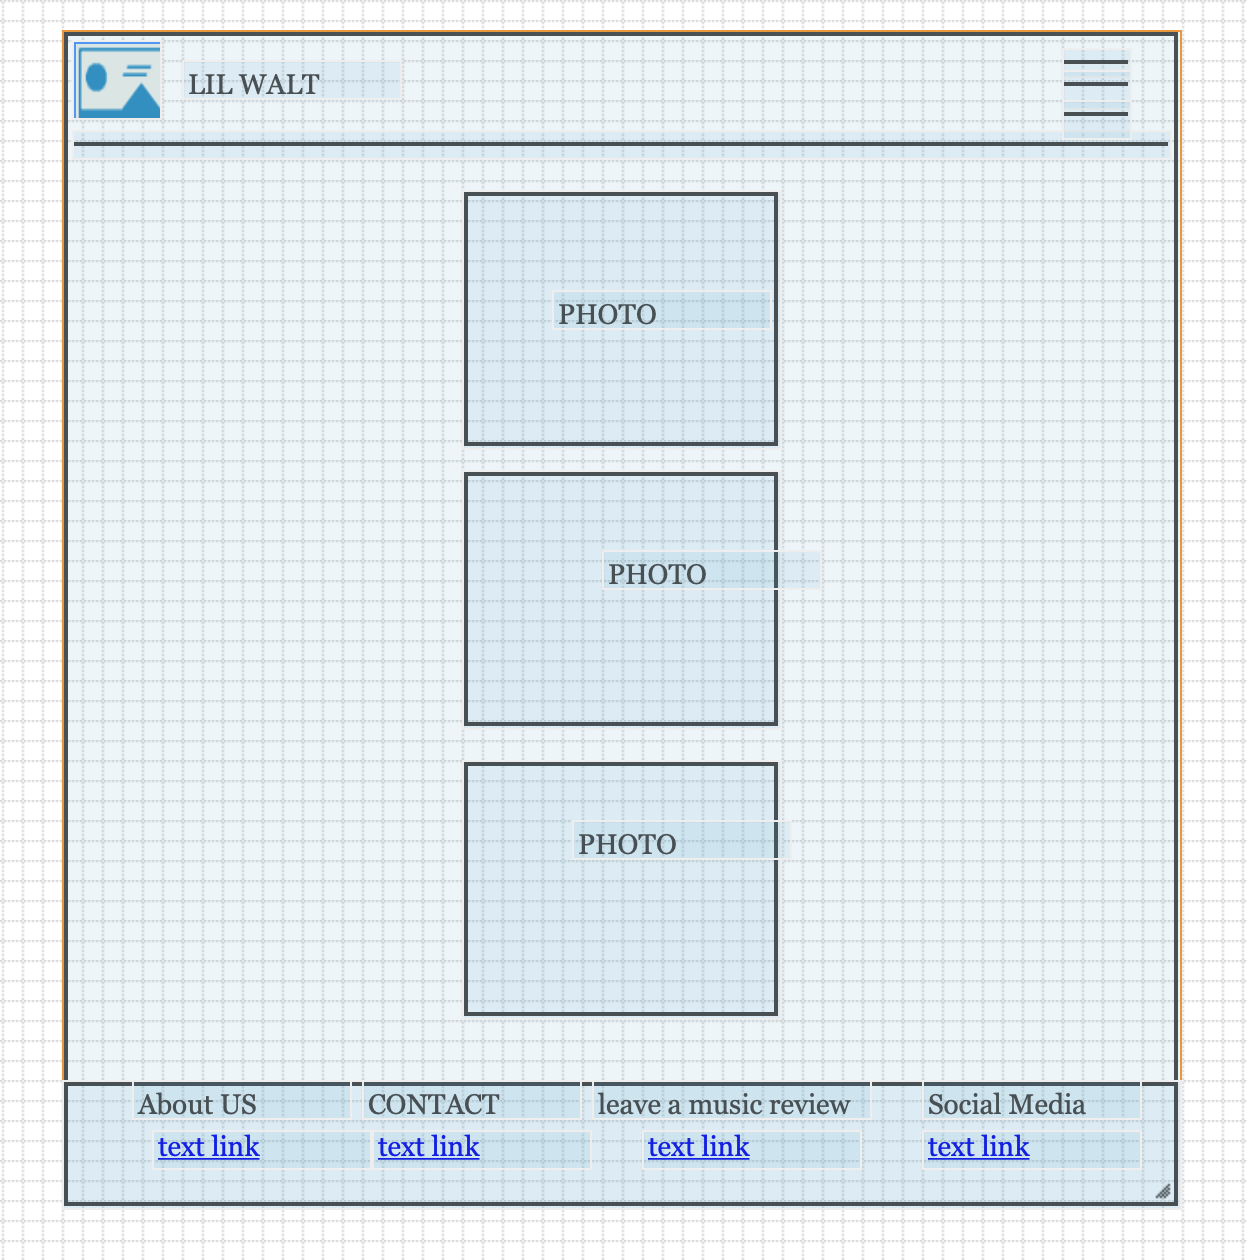 LIL WALT
PHOTO
PHOTO
PHOTO
About US CONTACT leave a music review Social Media
text link text link text link text link